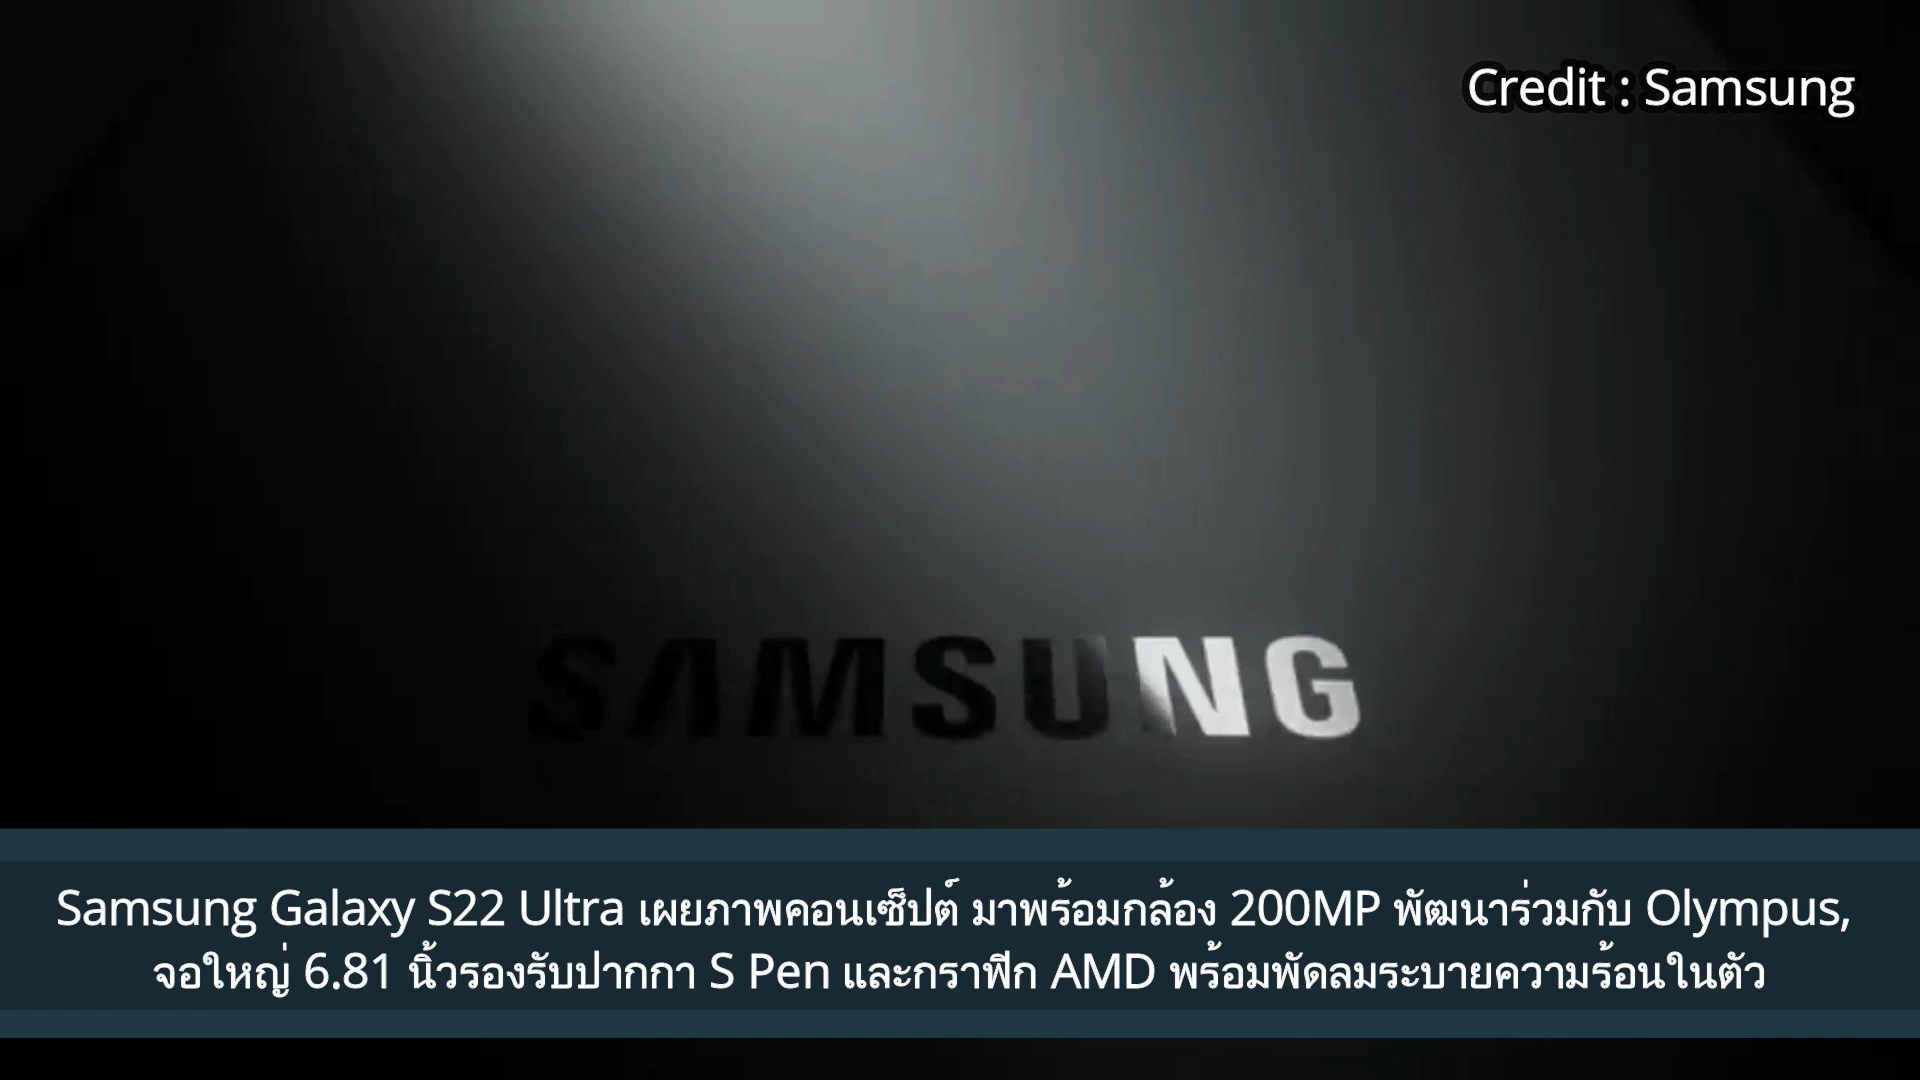 Credit : Samsung
SAMSUNG
Samsung Galaxy S22 Ultra เผยภาพคอนเซ็ปต์ มาพร้อมกล้อง 200MP พัฒนาร่วมกับ Olympus,
จอใหญ่ 6.81 นิ้วรองรับปากกา S Pen และกราฟิก AMD พร้อมพัดลมระบายความร้อนในตัว